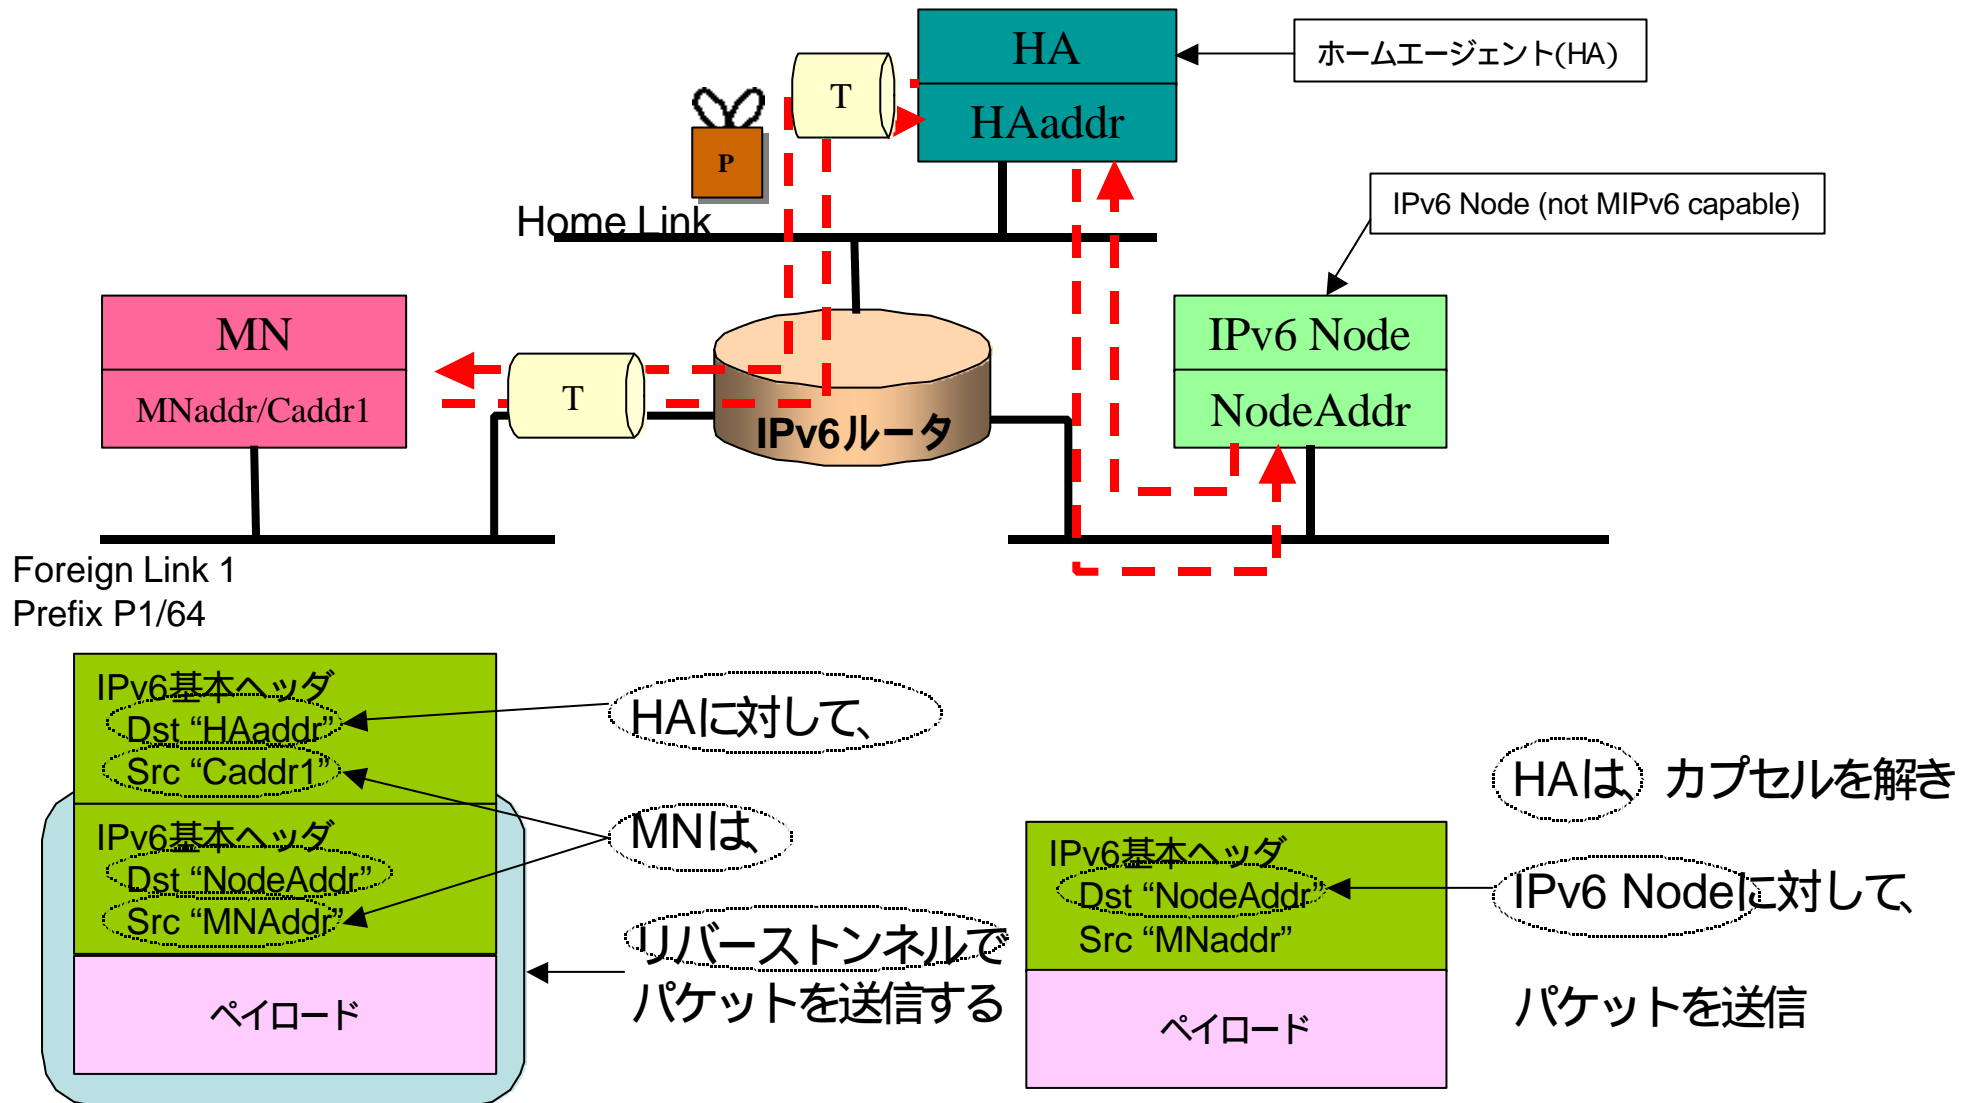 HA
HAaddr
ホームエージェント(HA)
T
P
Home Link
IPv6 Node (not MIPv6 capable)
MN
MNaddr/Caddr1
T
IPv6ルータ
IPv6 Node
NodeAddr
Foreign Link 1
Prefix P1/64
IPv6基本ヘッダ
Dst “HAaddr”
Src “Caddr1”
IPv6基本ヘッダ
Dst “NodeAddr”
Src “MNAddr”
ペイロード
HAに対して、
MNは、
リバーストンネルで
パケットを送信する
IPv6基本ヘッダ
Dst “NodeAddr”
Src “MNaddr”
ペイロード
HAは、カプセルを解き
IPv6 Nodeに対して、
パケットを送信